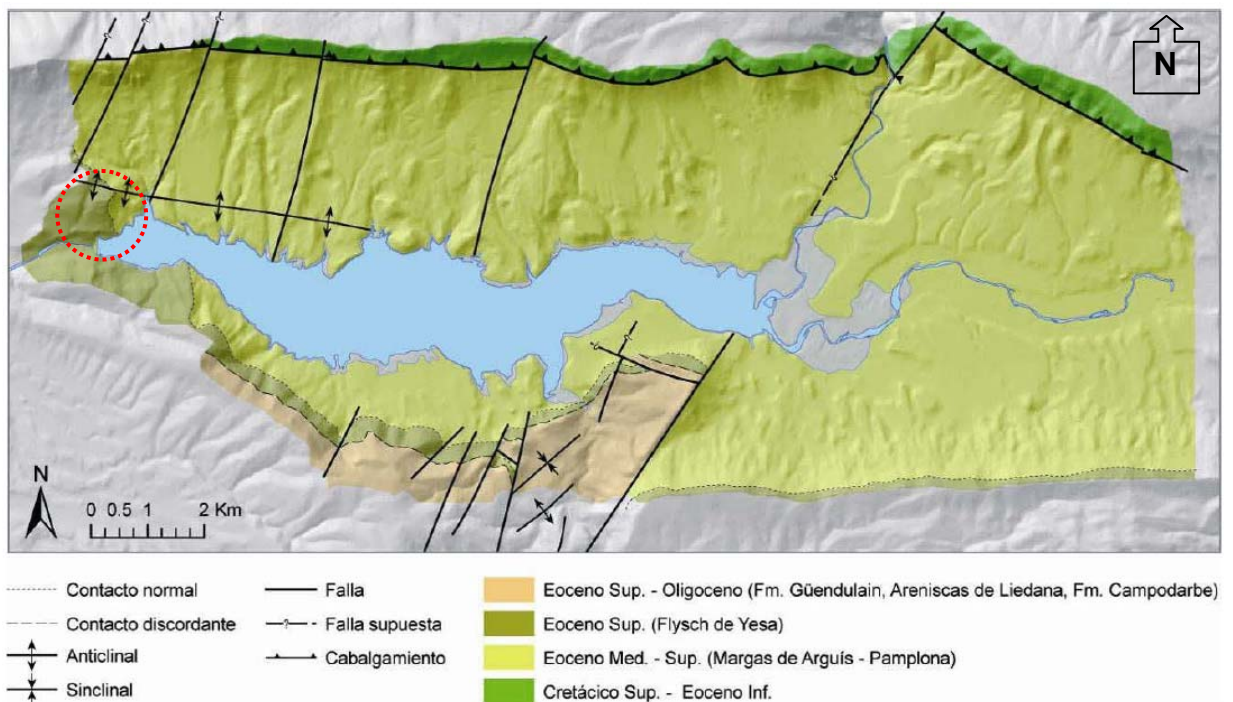 N
N
0 0.5 1 2 Km
Contacto normal
Contacto discordante
Anticlinal
Sinclinal
Falla
Falla supuesta
Cabalgamiento
Eoceno Sup. - Oligoceno (Fm. Güendulain, Areniscas de Liedana, Fm. Campodarbe)
Eoceno Sup. (Flysch de Yesa)
Eoceno Med. - Sup. (Margas de Arguís - Pamplona)
Cretácico Sup. - Eoceno Inf.